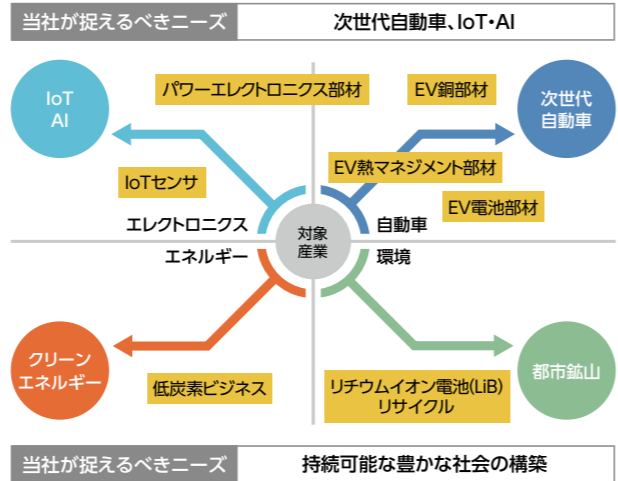 当社が捉えるべきニーズ
次世代自動車、IoT・AI
IoT
AI
パワーエレクトロニクス部材
EV銅部材
次世代
自動車
IoTセンサ
EV熱マネジメント部材
EV電池部材
エレクトロニクス
自動車
対象
産業
エネルギー
環境
クリーン
エネルギー
低炭素ビジネス
リチウムイオン電池(LiB)
リサイクル
都市鉱山
当社が捉えるべきニーズ
持続可能な豊かな社会の構築